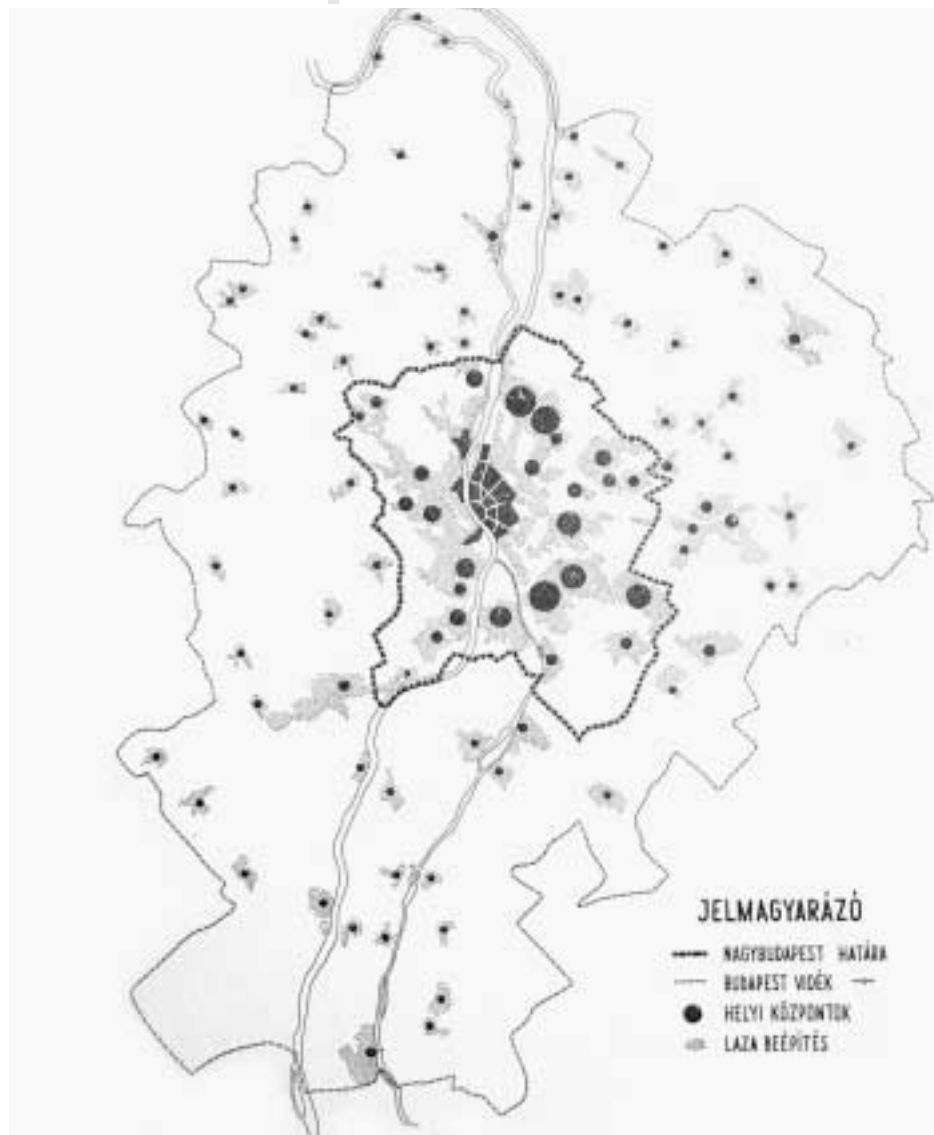 JELMAGYARÁZÓ
NAGYBUDAPEST HATÁRA
BUDAPEST VIDÉK
HELYI KÖZPONTOK
LAZA BEÉPÍTÉS